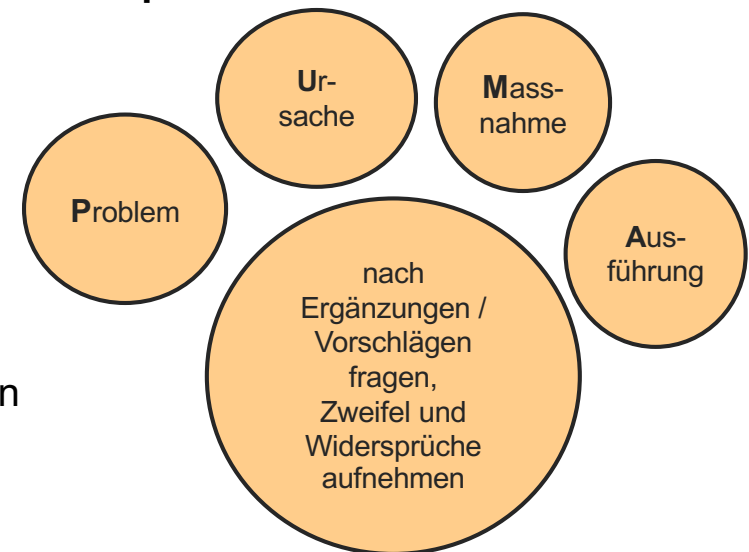 Problem
Ur-
sache
Mass-
nahme
Aus-
führung
nach
Ergänzungen /
Vorschlägen
fragen,
Zweifel und
Widersprüche
aufnehmen
n